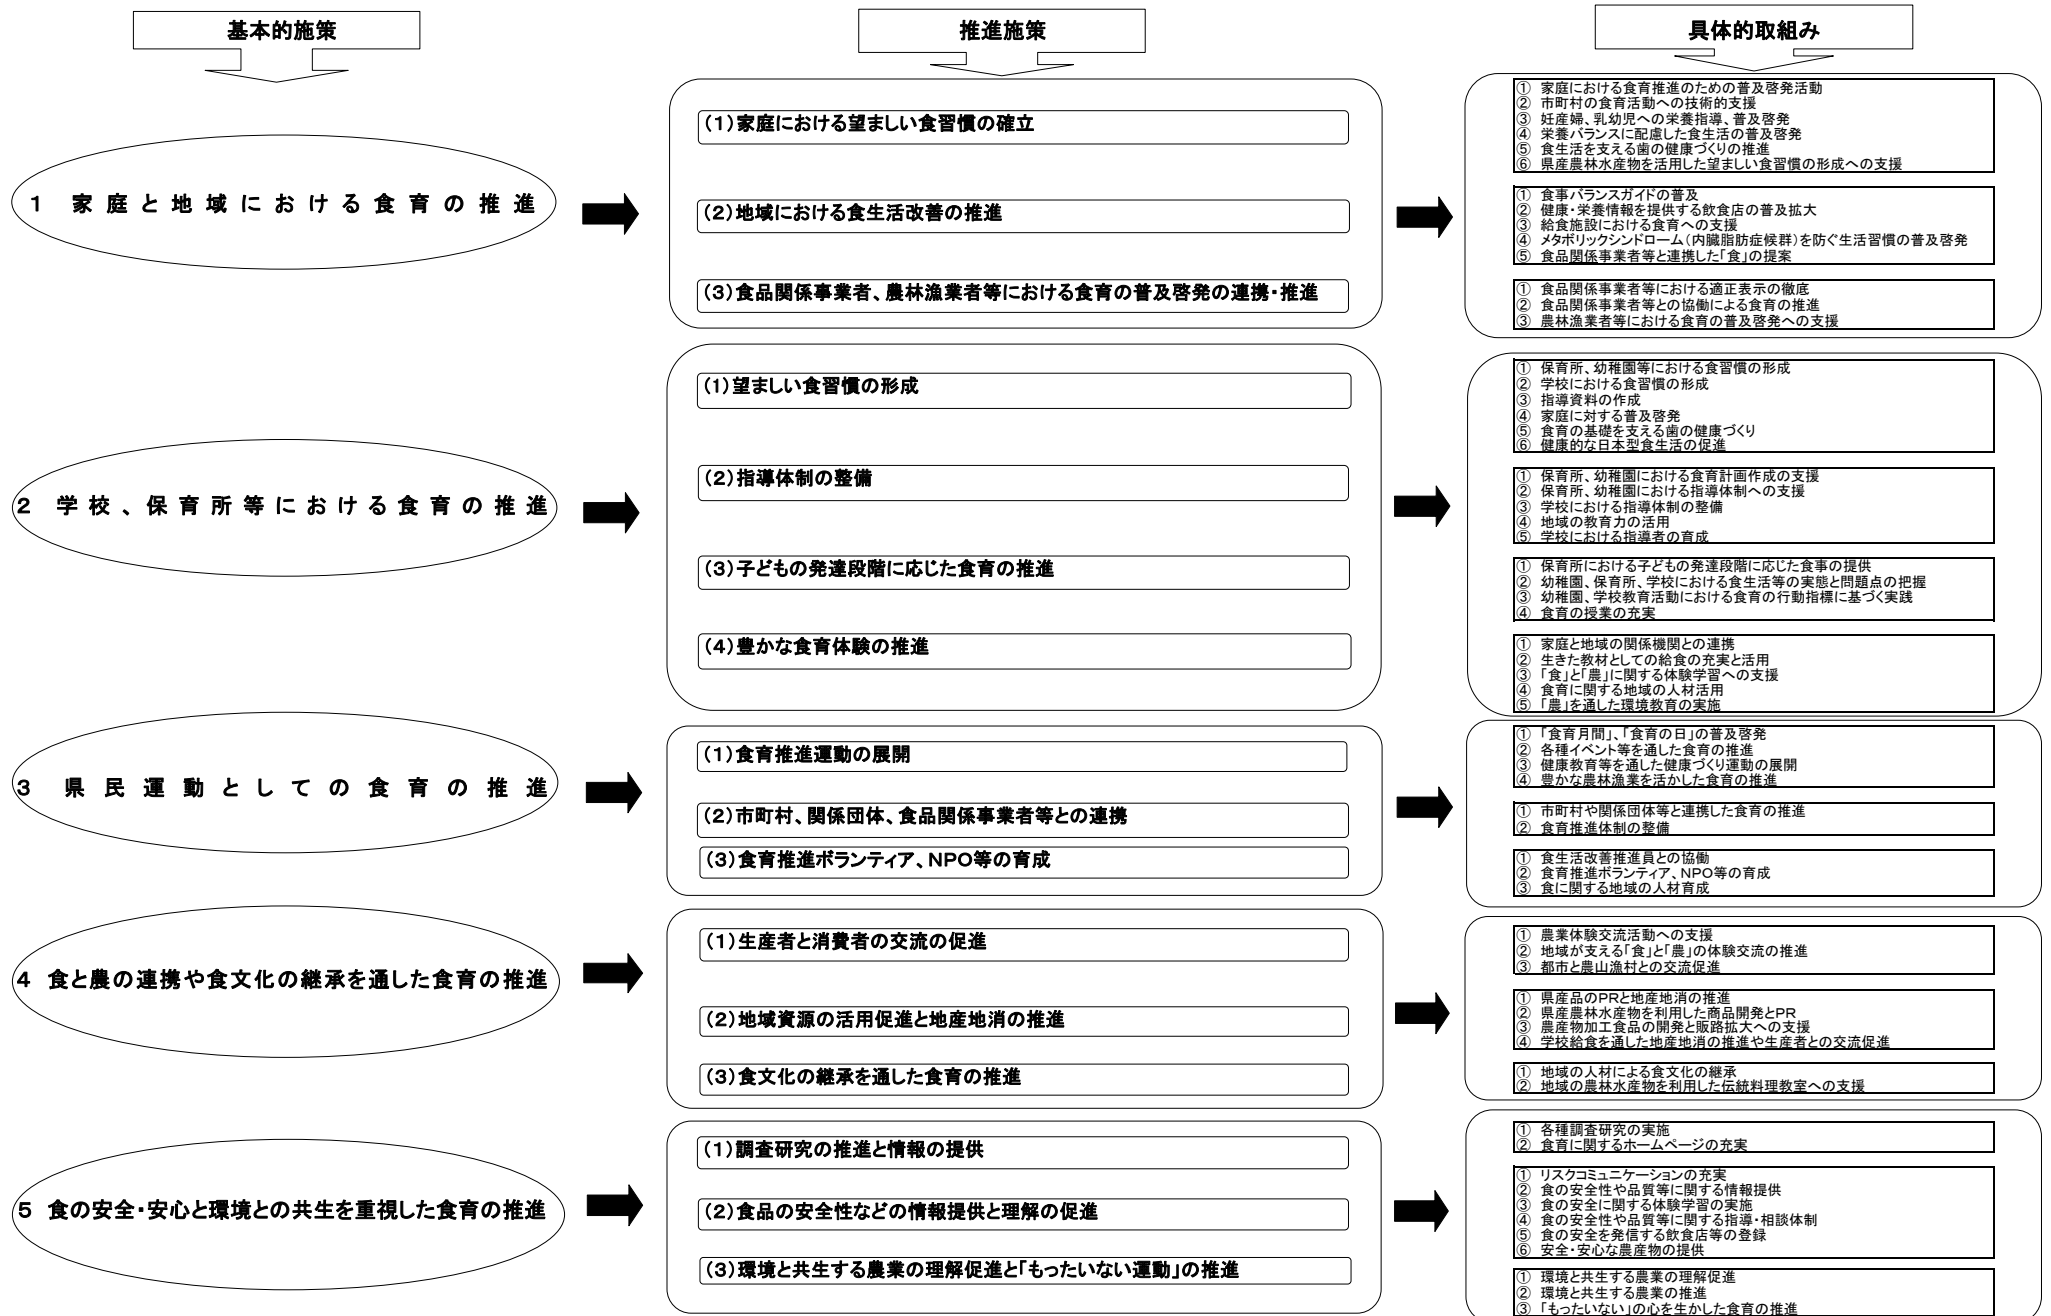 基本的施策
推進施策
具体的取組み
1 家庭と地域における食育の推進
(1)家庭における望ましい食習慣の確立
① 家庭における食育推進のための普及啓発活動
② 市町村の食育活動への技術的支援
③ 妊産婦、乳幼児への栄養指導、普及啓発
④ 栄養バランスに配慮した食生活の普及啓発
⑤ 食生活を支える歯の健康づくりの推進
⑥ 県産農林水産物を活用した望ましい食習慣の形成への支援
(2)地域における食生活改善の推進
① 食事バランスガイドの普及
② 健康・栄養情報を提供する飲食店の普及拡大
③ 給食施設における食育への支援
④ メタボリックシンドローム(内臓脂肪症候群)を防ぐ生活習慣の普及啓発
⑤ 食品関係事業者等と連携した「食」の提案
(3)食品関係事業者、農林漁業者等における食育の普及啓発の連携・推進
① 食品関係事業者等における適正表示の徹底
② 食品関係事業者等との協働による食育の推進
③ 農林漁業者等における食育の普及啓発への支援
2 学校、保育所等における食育の推進
(1)望ましい食習慣の形成
① 保育所、幼稚園等における食習慣の形成
② 学校における食習慣の形成
③ 指導資料の作成
④ 家庭に対する普及啓発
⑤ 食育の基礎を支える歯の健康づくり
⑥ 健康的な日本型食生活の促進
(2)指導体制の整備
① 保育所、幼稚園における食育計画作成の支援
② 保育所、幼稚園における指導体制への支援
③ 学校における指導体制の整備
④ 地域の教育力の活用
⑤ 学校における指導者の育成
(3)子どもの発達段階に応じた食育の推進
① 保育所における子どもの発達段階に応じた食事の提供
② 幼稚園、保育所、学校における食生活等の実態と問題点の把握
③ 幼稚園、学校教育活動における食育の行動指標に基づく実践
④ 食育の授業の充実
(4)豊かな食育体験の推進
① 家庭と地域の関係機関との連携
② 生きた教材としての給食の充実と活用
③ 「食」と「農」に関する体験学習への支援
④ 食育に関する地域の人材活用
⑤ 「農」を通した環境教育の実施
3 県民運動としての食育の推進
(1)食育推進運動の展開
① 「食育月間」、「食育の日」の普及啓発
② 各種イベント等を通した食育の推進
③ 健康教育等を通した健康づくり運動の展開
④ 豊かな農林漁業を活かした食育の推進
(2)市町村、関係団体、食品関係事業者等との連携
① 市町村や関係団体等と連携した食育の推進
② 食育推進体制の整備
(3)食育推進ボランティア、NPO等の育成
① 食生活改善推進員との協働
② 食育推進ボランティア、NPO等の育成
③ 食に関する地域の人材育成
4 食と農の連携や食文化の継承を通した食育の推進
(1)生産者と消費者の交流の促進
① 農業体験交流活動への支援
② 地域が支える「食」と「農」の体験交流の推進
③ 都市と農山漁村との交流促進
(2)地域資源の活用促進と地産地消の推進
① 県産品のPRと地産地消の推進
② 県産農林水産物を利用した商品開発とPR
③ 農産物加工食品の開発と販路拡大への支援
④ 学校給食を通した地産地消の推進や生産者との交流促進
(3)食文化の継承を通した食育の推進
① 地域の人材による食文化の継承
② 地域の農林水産物を利用した伝統料理教室への支援
5 食の安全・安心と環境との共生を重視した食育の推進
(1)調査研究の推進と情報の提供
① 各種調査研究の実施
② 食育に関するホームページの充実
(2)食品の安全性などの情報提供と理解の促進
① リスクコミュニケーションの充実
② 食の安全性や品質等に関する情報提供
③ 食の安全に関する体験学習の実施
④ 食の安全性や品質等に関する指導・相談体制
⑤ 食の安全を発信する飲食店等の登録
⑥ 安全・安心な農産物の提供
(3)環境と共生する農業の理解促進と「もったいない運動」の推進
① 環境と共生する農業の理解促進
② 環境と共生する農業の推進
③ 「もったいない」の心を生かした食育の推進